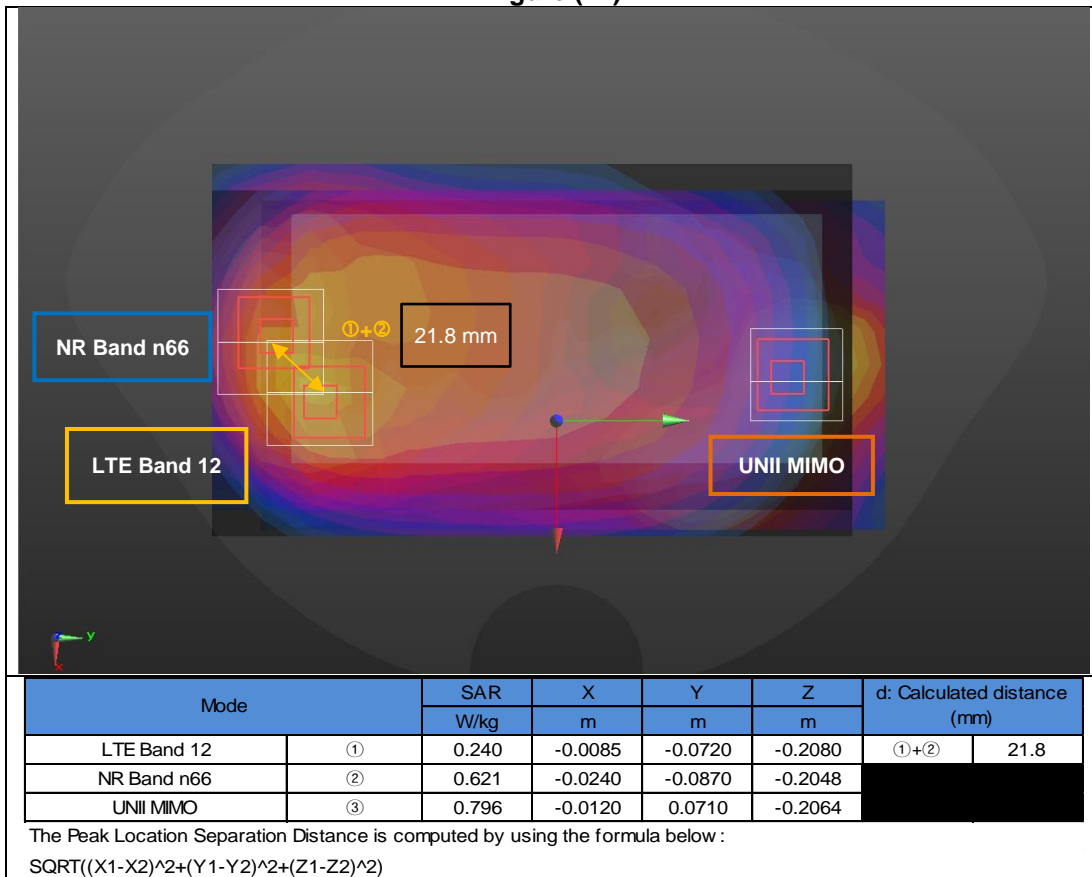 NR Band n66
①+②
21.8 mm
LTE Band 12
UNII MIMO
y
x
Mode SAR X Y Z d: Calculated distance (mm)
W/kg m m m
LTE Band 12 ① 0.240 -0.0085 -0.0720 -0.2080 ①+② 21.8
NR Band n66 ② 0.621 -0.0240 -0.0870 -0.2048
UNII MIMO ③ 0.796 -0.0120 0.0710 -0.2064
The Peak Location Separation Distance is computed by using the formula below :
SQRT((X1-X2)^2+(Y1-Y2)^2+(Z1-Z2)^2)